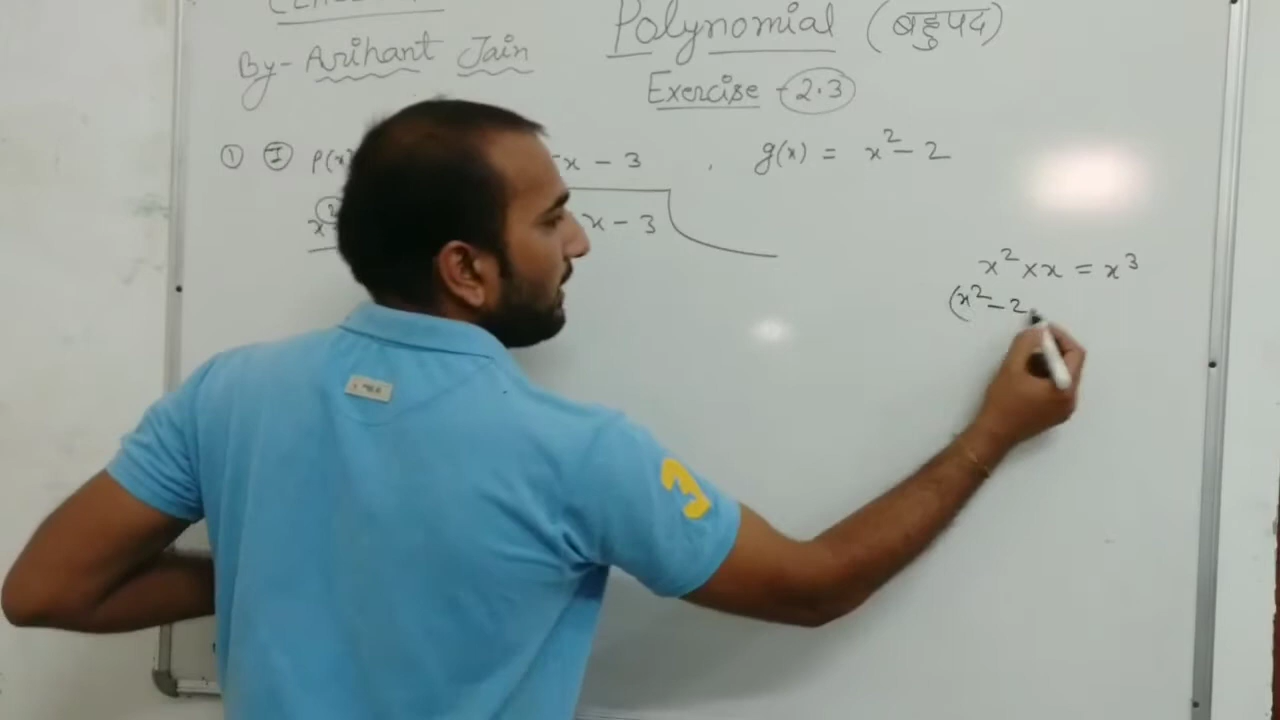 Polynomial (बहुपद)
By- Arihant Jain
Exercise - 2.3
① Ⅰ p(x) x - 3 , g(x) = x² - 2
x² x - 3
x² × x = x³
(x² - 2
3